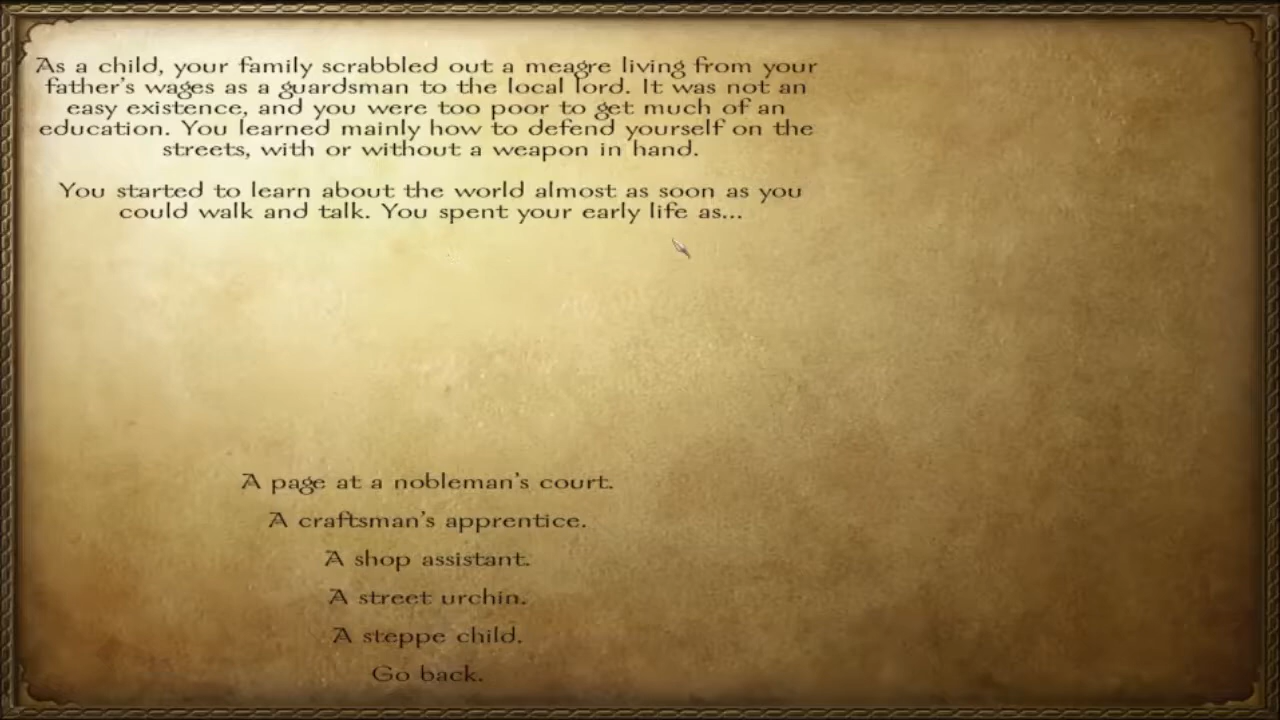 As a child, your family scrabbled out a meagre living from your
father's wages as a guardsman to the local lord. It was not an
easy existence, and you were too poor to get much of an
education. You learned mainly how to defend yourself on the
streets, with or without a weapon in hand.
You started to learn about the world almost as soon as you
could walk and talk. You spent your early life as...
A page at a nobleman's court.
A craftsman's apprentice.
A shop assistant.
A street urchin.
A steppe child.
Go back.